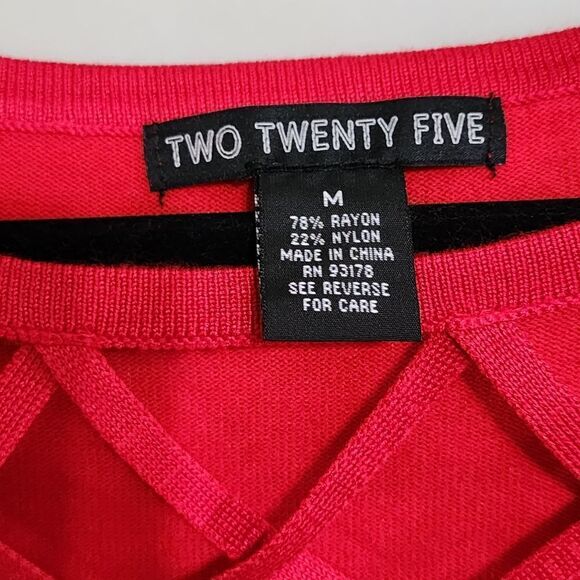 TWO TWENTY FIVE
M
78% RAYON
22% NYLON
MADE IN CHINA
RN 93178
SEE REVERSE
FOR CARE